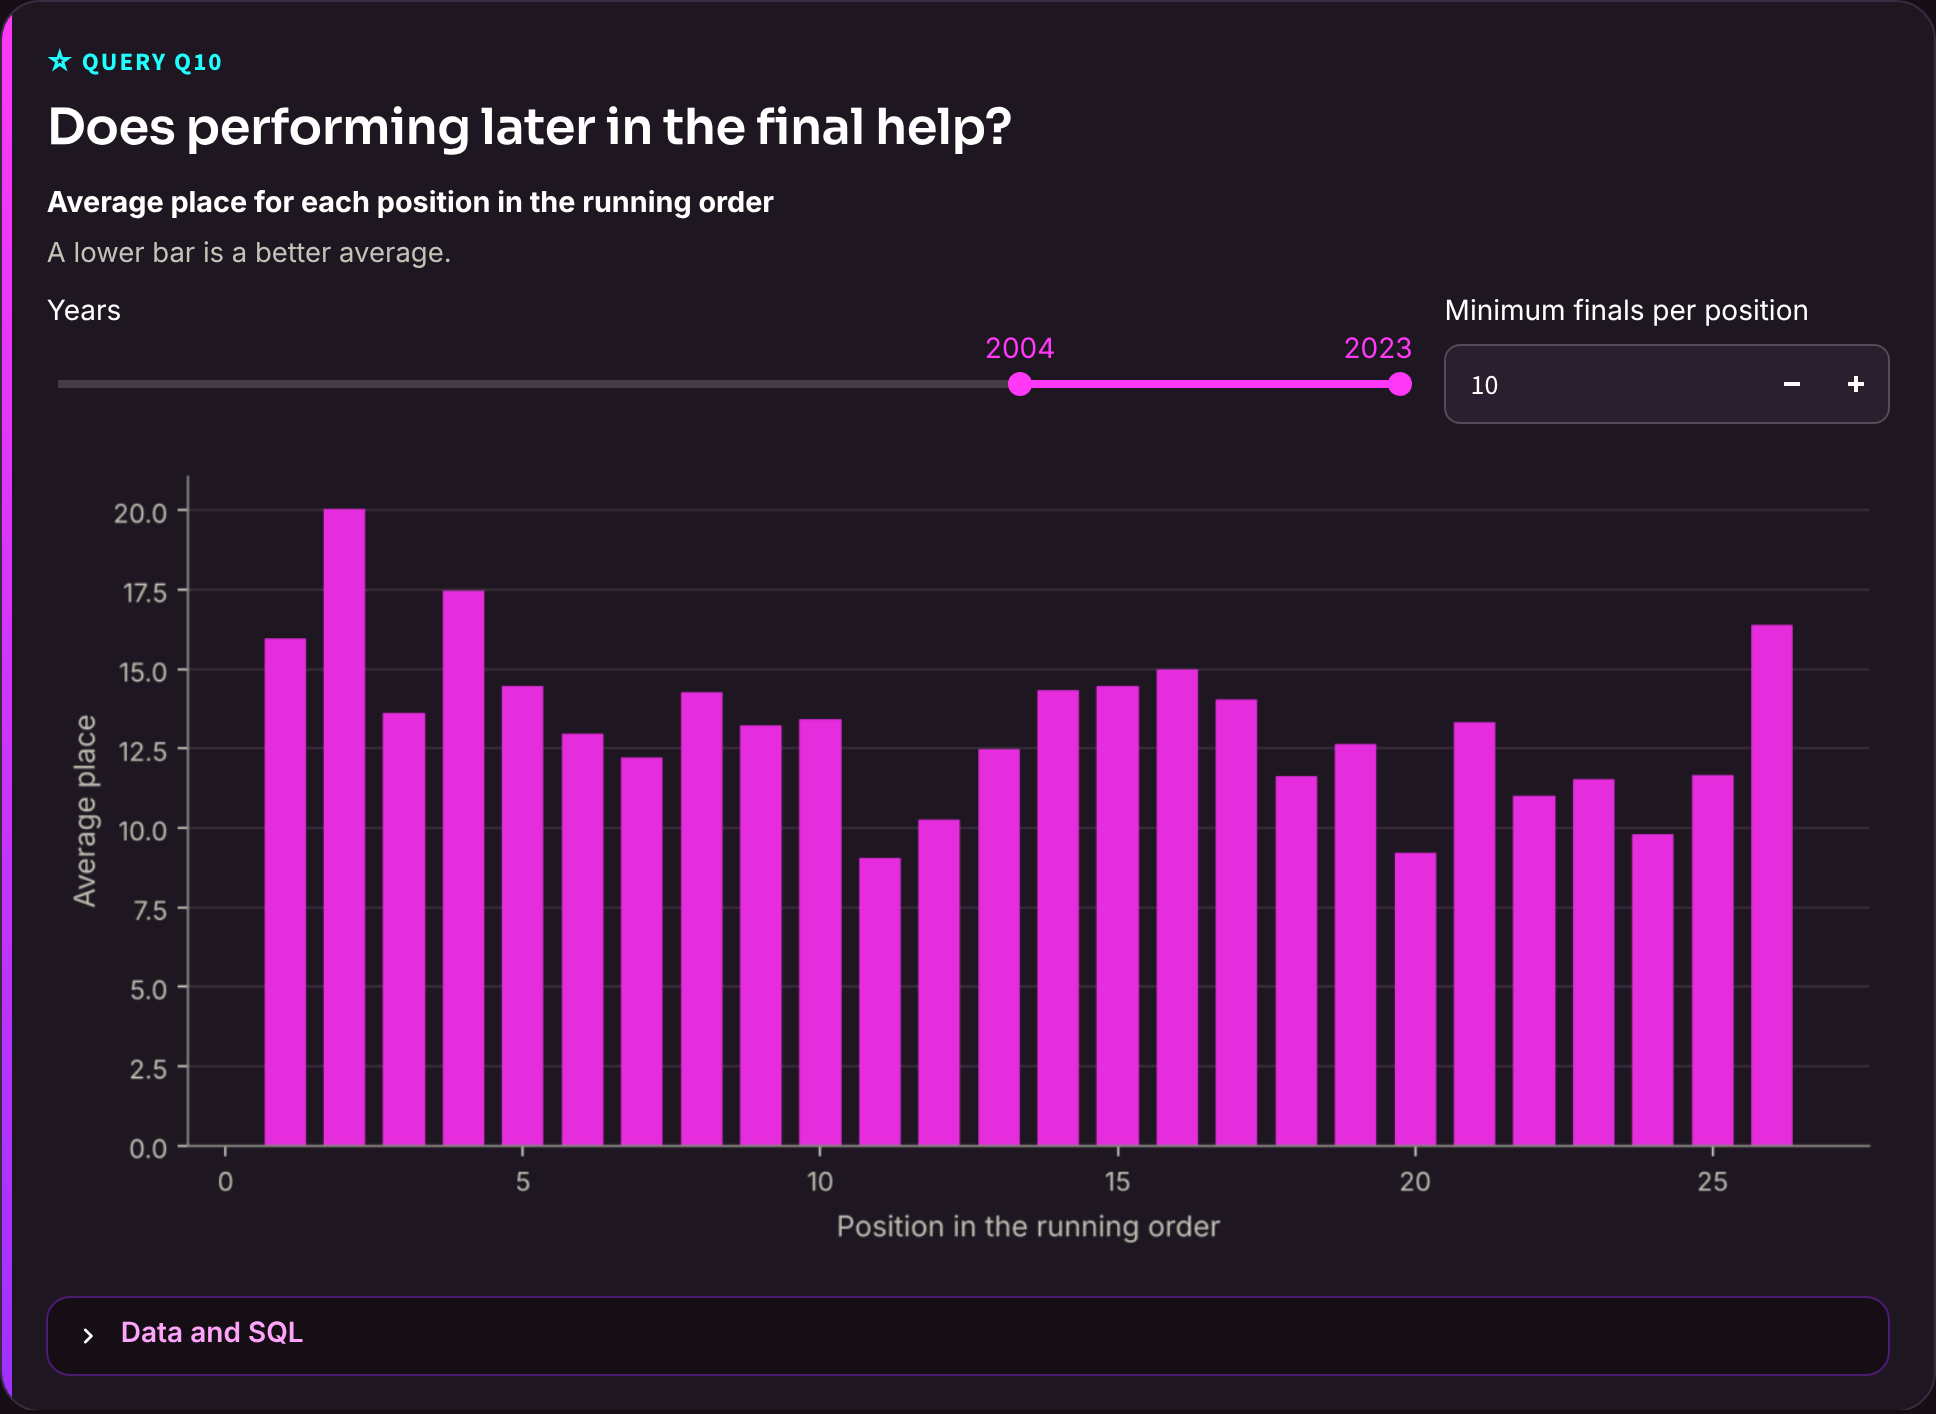 ☆ QUERY Q10
Does performing later in the final help?
Average place for each position in the running order
A lower bar is a better average.
Years
2004 2023
Minimum finals per position
10 − +
Average place
20.0
17.5
15.0
12.5
10.0
7.5
5.0
2.5
0.0
0 5 10 15 20 25
Position in the running order
Data and SQL